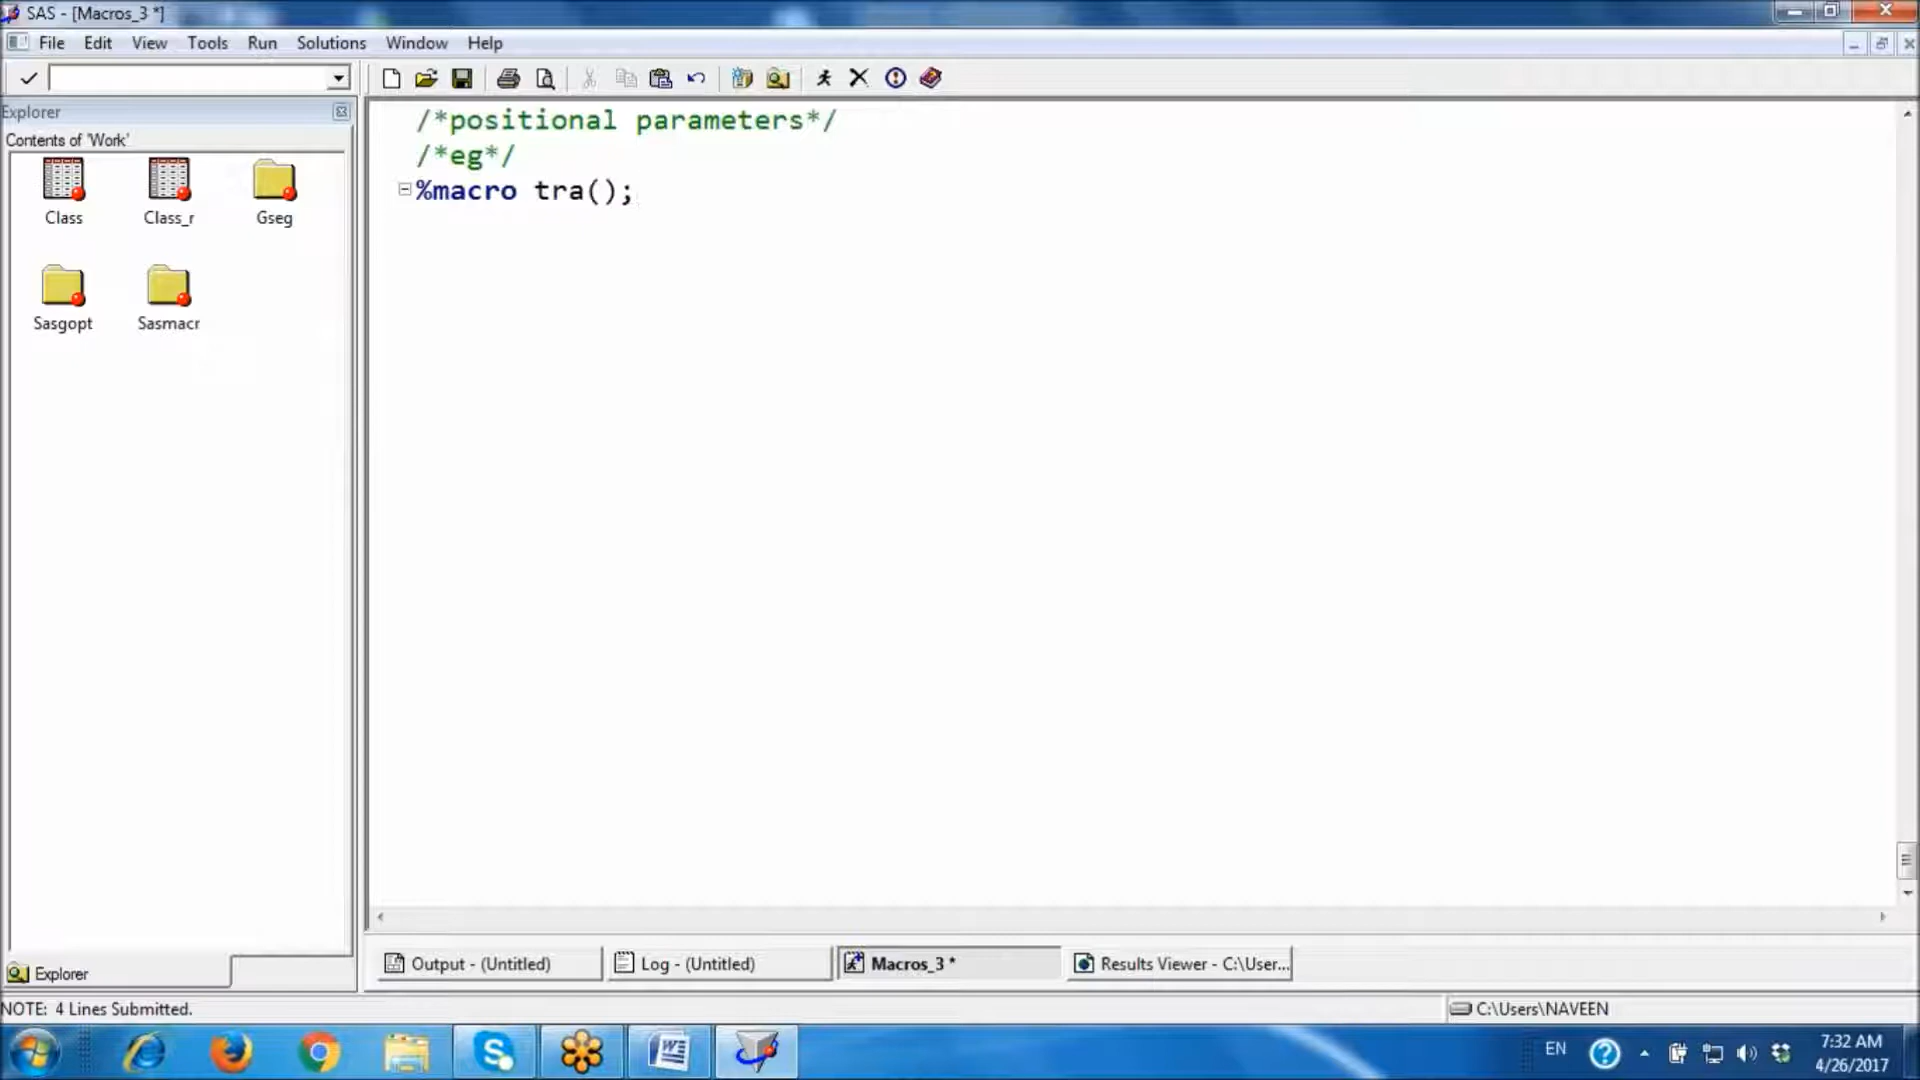 SAS - [Macros_3 *]
File Edit View Tools Run Solutions Window Help
Explorer
Contents of 'Work'
Class
Class_r
Gseg
Sasgopt
Sasmacr
/*positional parameters*/
/*eg*/
%macro tra();
Explorer
Output - (Untitled)
Log - (Untitled)
Macros_3 *
Results Viewer - C:\User...
NOTE: 4 Lines Submitted.
C:\Users\NAVEEN
EN
7:32 AM
4/26/2017